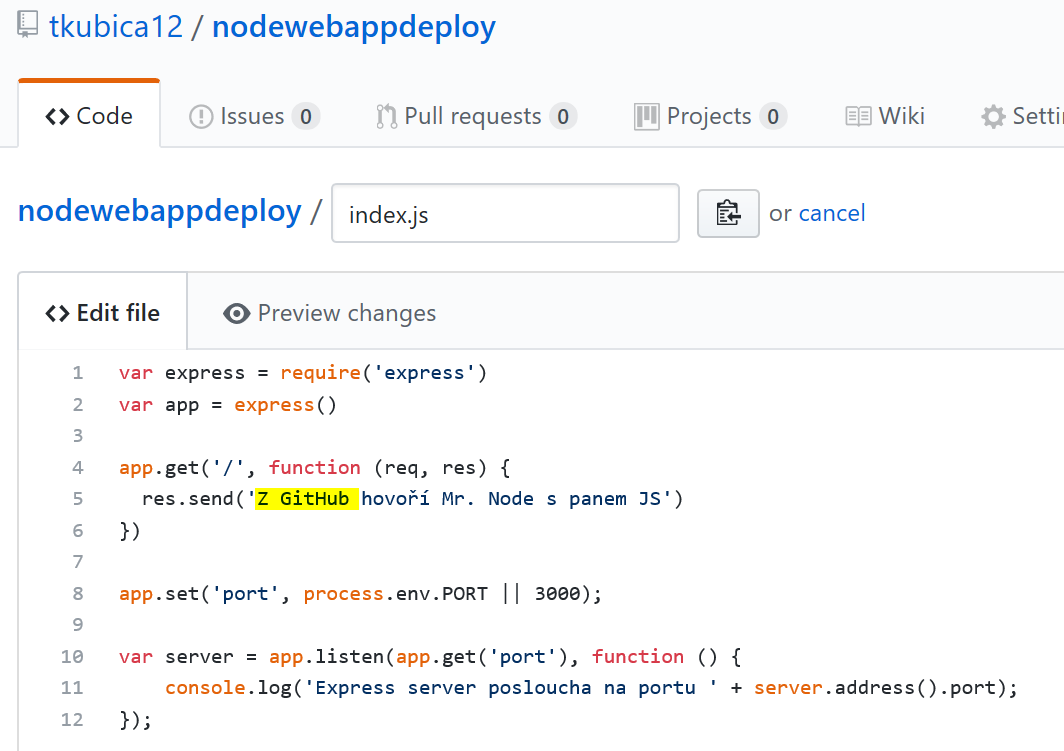 tkubica12 / nodewebappdeploy
Code Issues 0 Pull requests 0 Projects 0 Wiki
nodewebappdeploy / index.js or cancel
Edit file Preview changes
1 var express = require('express')
2 var app = express()
3
4 app.get('/', function (req, res) {
5 res.send('Z GitHub hovoří Mr. Node s panem JS')
6 })
7
8 app.set('port', process.env.PORT || 3000);
9
10 var server = app.listen(app.get('port'), function () {
11 console.log('Express server posloucha na portu ' + server.address().port);
12 });